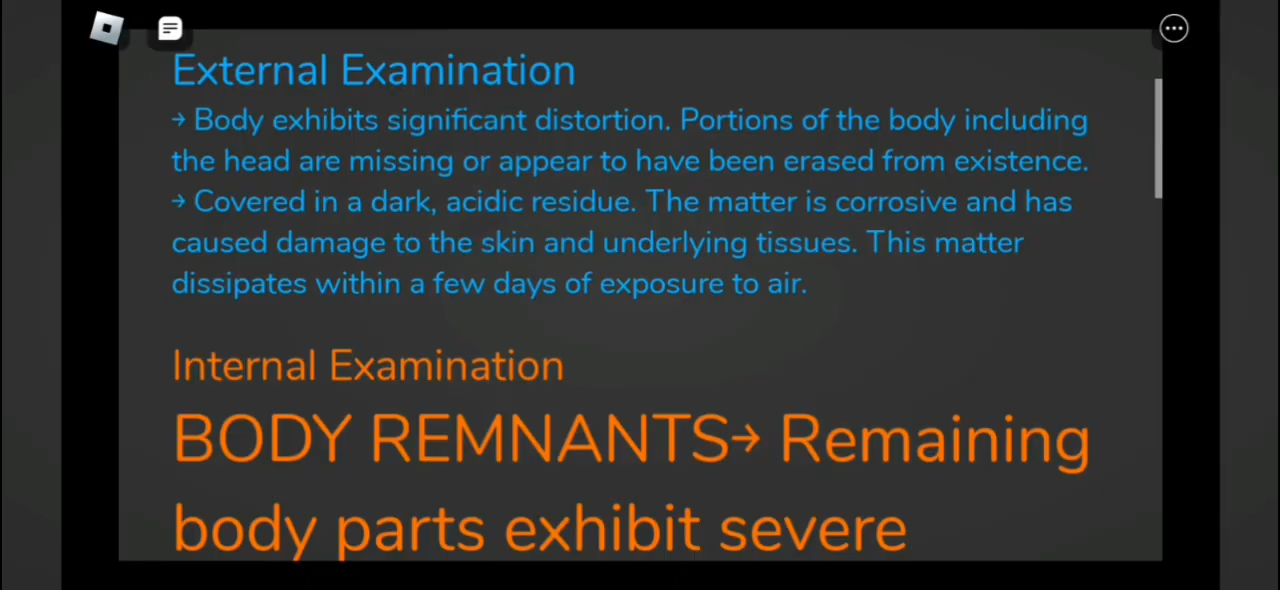 External Examination
→ Body exhibits significant distortion. Portions of the body including
the head are missing or appear to have been erased from existence.
→ Covered in a dark, acidic residue. The matter is corrosive and has
caused damage to the skin and underlying tissues. This matter
dissipates within a few days of exposure to air.
Internal Examination
BODY REMNANTS→ Remaining
body parts exhibit severe